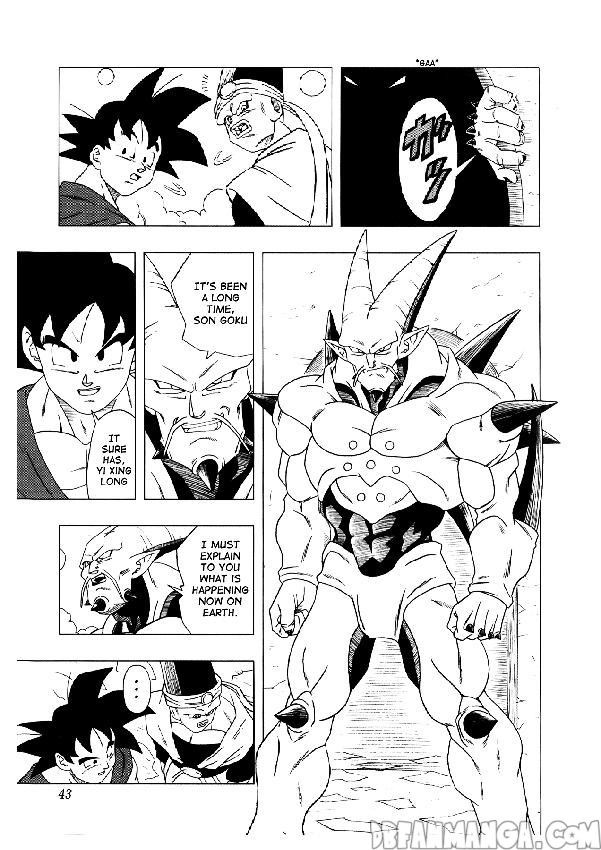 "GAA"
ガッ
IT'S BEEN
A LONG
TIME,
SON GOKU
IT
SURE
HAS,
YI XING
LONG
I MUST
EXPLAIN
TO YOU
WHAT IS
HAPPENING
NOW ON
EARTH.
...
43
DBFANMANGA.COM